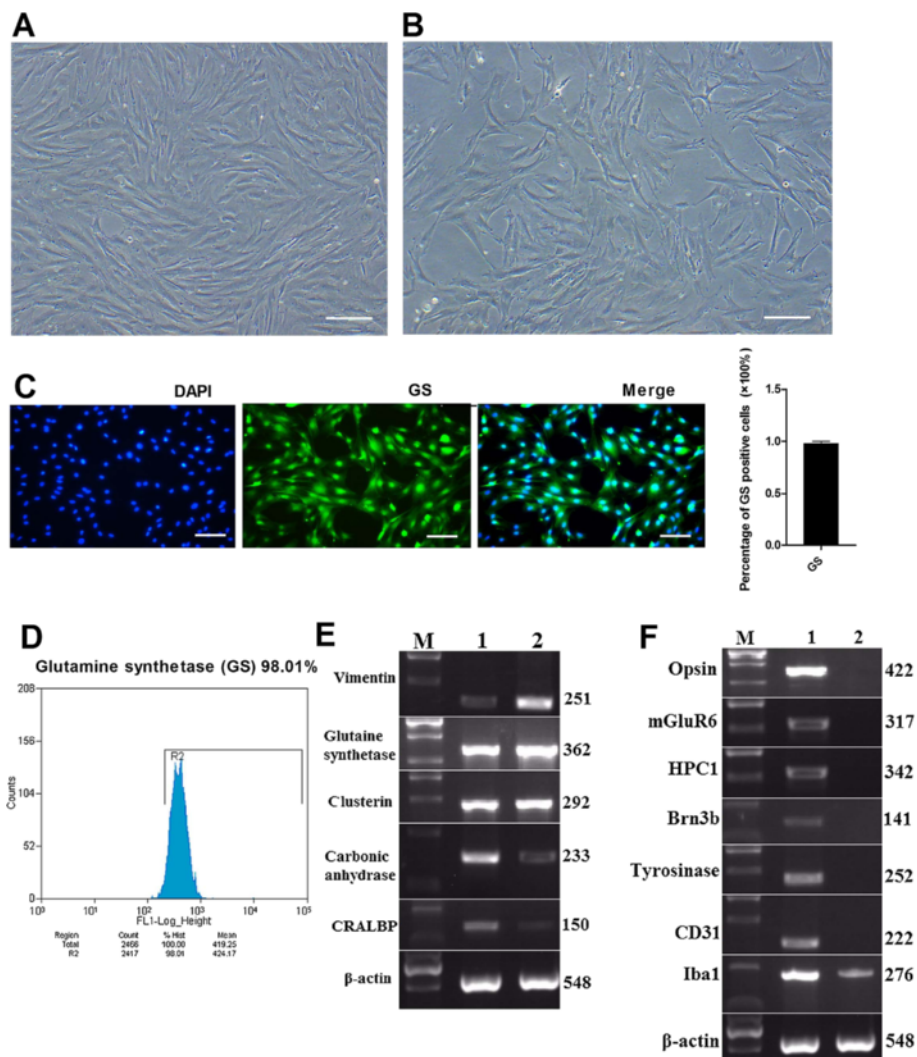 A
B
C
DAPI
GS
Merge
Percentage of GS positive cells (×100%)
1.5
1.0
0.5
0.0
GS
D
Glutamine synthetase (GS) 98.01%
208
156
104
52
0
Counts
R2
10⁰ 10¹ 10² 10³ 10⁴ 10⁵
FL1-Log_Height
Region Count % Hist Mean
Total 2466 100.00 419.25
R2 2417 98.01 424.17
E
M 1 2
Vimentin 251
Glutaine
synthetase 362
Clusterin 292
Carbonic
anhydrase 233
CRALBP 150
β-actin 548
F
M 1 2
Opsin 422
mGluR6 317
HPC1 342
Brn3b 141
Tyrosinase 252
CD31 222
Iba1 276
β-actin 548